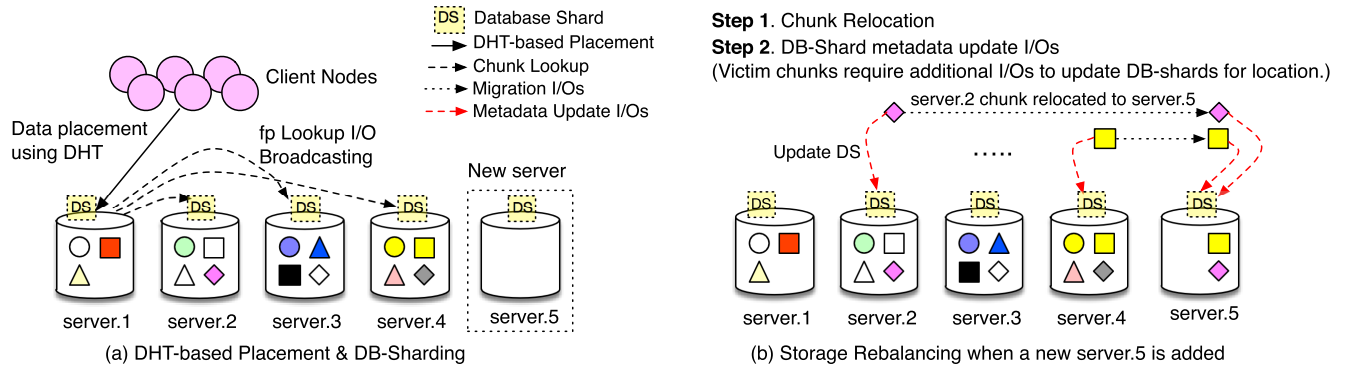 DS Database Shard
DHT-based Placement
Chunk Lookup
Migration I/Os
Metadata Update I/Os
Client Nodes
Data placement
using DHT
fp Lookup I/O
Broadcasting
New server
DS
DS
DS
DS
DS
server.1
server.2
server.3
server.4
server.5
(a) DHT-based Placement & DB-Sharding
Step 1. Chunk Relocation
Step 2. DB-Shard metadata update I/Os
(Victim chunks require additional I/Os to update DB-shards for location.)
server.2 chunk relocated to server.5
Update DS
.....
DS
DS
DS
DS
DS
server.1
server.2
server.3
server.4
server.5
(b) Storage Rebalancing when a new server.5 is added